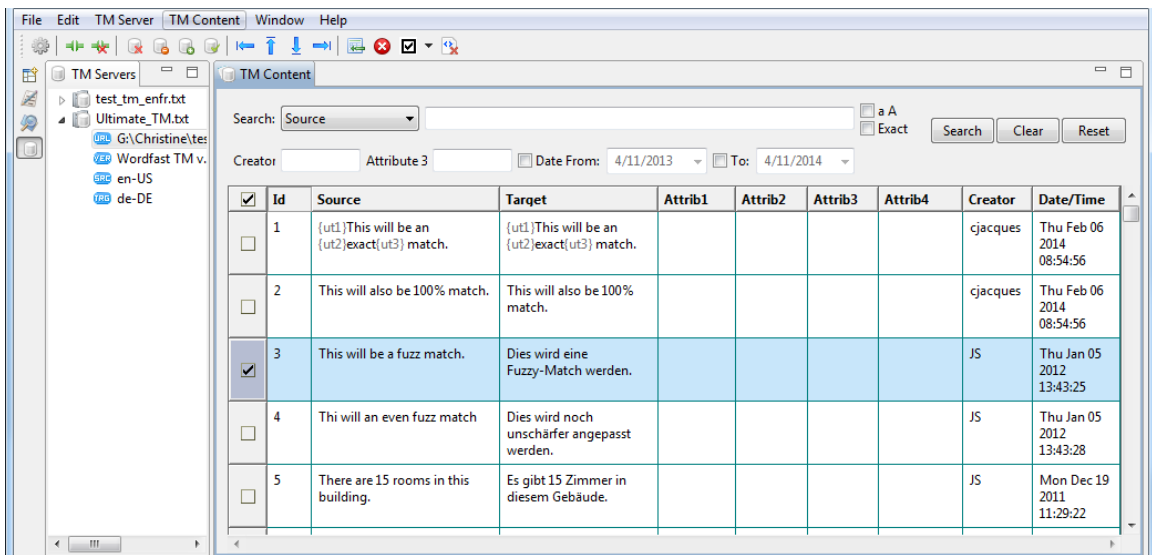 File Edit TM Server TM Content Window Help
TM Servers
TM Content
test_tm_enfr.txt
Ultimate_TM.txt
URL G:\Christine\tes
VER Wordfast TM v.
SRC en-US
TRG de-DE
Search: Source
a A
Exact
Search Clear Reset
Creator Attribute 3 Date From: 4/11/2013 To: 4/11/2014
Id Source Target Attrib1 Attrib2 Attrib3 Attrib4 Creator Date/Time
1 {ut1}This will be an {ut1}This will be an cjacques Thu Feb 06
{ut2}exact{ut3} match. {ut2}exact{ut3} match. 2014
08:54:56
2 This will also be 100% match. This will also be 100% cjacques Thu Feb 06
match. 2014
08:54:56
3 This will be a fuzz match. Dies wird eine JS Thu Jan 05
Fuzzy-Match werden. 2012
13:43:25
4 Thi will an even fuzz match Dies wird noch JS Thu Jan 05
unschärfer angepasst 2012
werden. 13:43:28
5 There are 15 rooms in this Es gibt 15 Zimmer in JS Mon Dec 19
building. diesem Gebäude. 2011
11:29:22